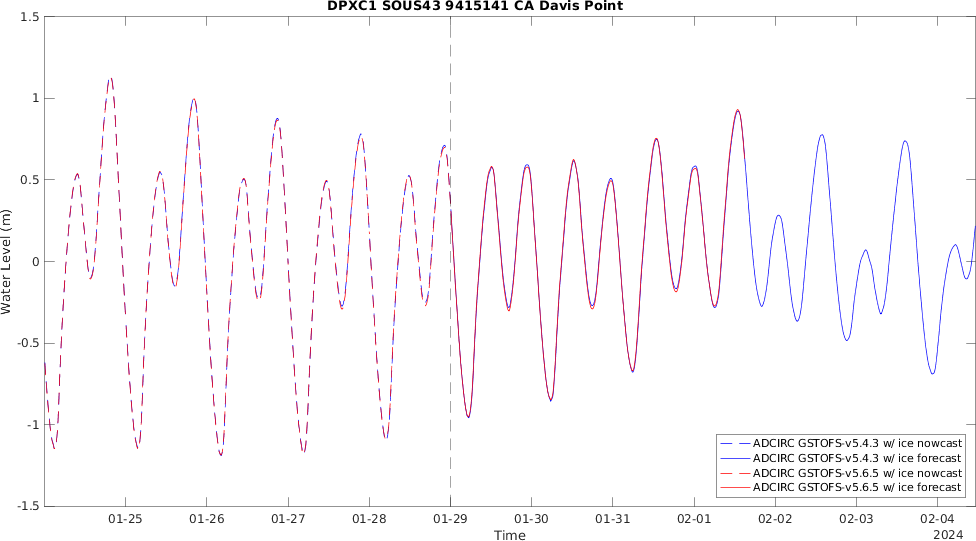 DPXC1 SOUS43 9415141 CA Davis Point
1.5
1
0.5
0
-0.5
-1
-1.5
Water Level (m)
01-25 01-26 01-27 01-28 01-29 01-30 01-31 02-01 02-02 02-03 02-04
Time
2024
ADCIRC GSTOFS-v5.4.3 w/ ice nowcast
ADCIRC GSTOFS-v5.4.3 w/ ice forecast
ADCIRC GSTOFS-v5.6.5 w/ ice nowcast
ADCIRC GSTOFS-v5.6.5 w/ ice forecast